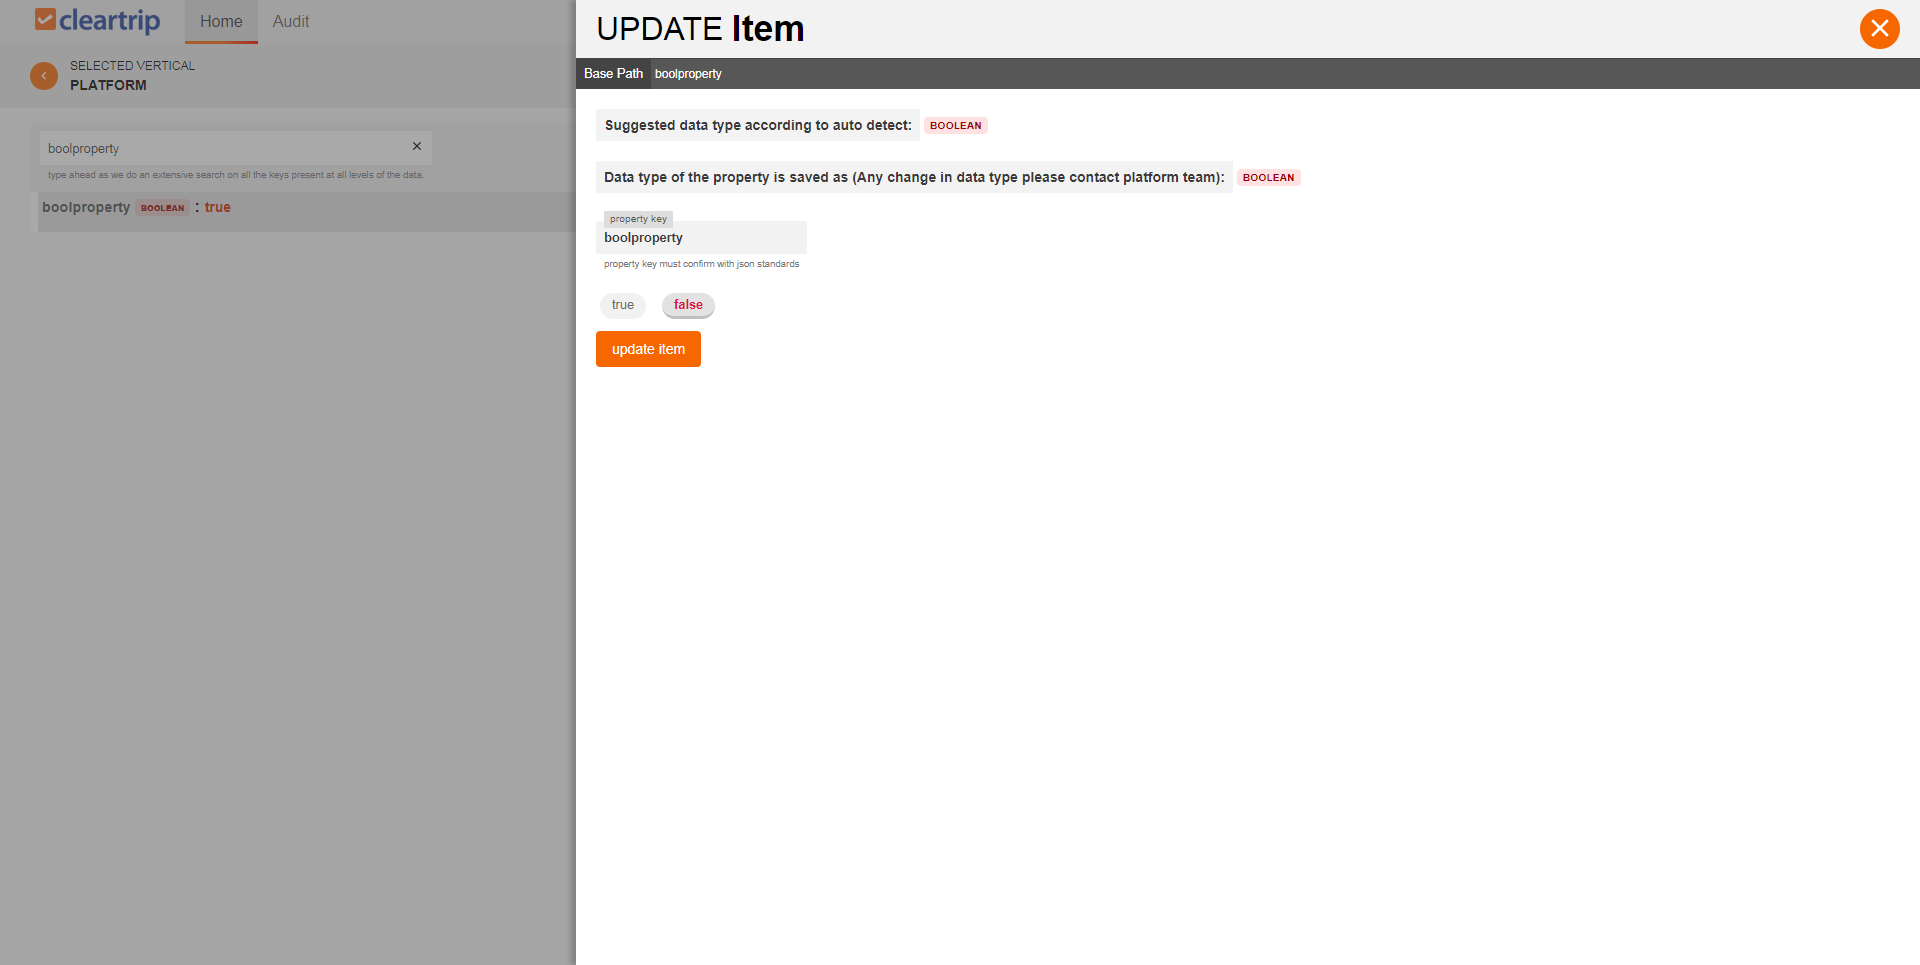 cleartrip
Home
Audit
SELECTED VERTICAL
PLATFORM
boolproperty
type ahead as we do an extensive search on all the keys present at all levels of the data.
boolproperty BOOLEAN : true
UPDATE Item
Base Path boolproperty
Suggested data type according to auto detect: BOOLEAN
Data type of the property is saved as (Any change in data type please contact platform team): BOOLEAN
property key
boolproperty
property key must confirm with json standards
true false
update item